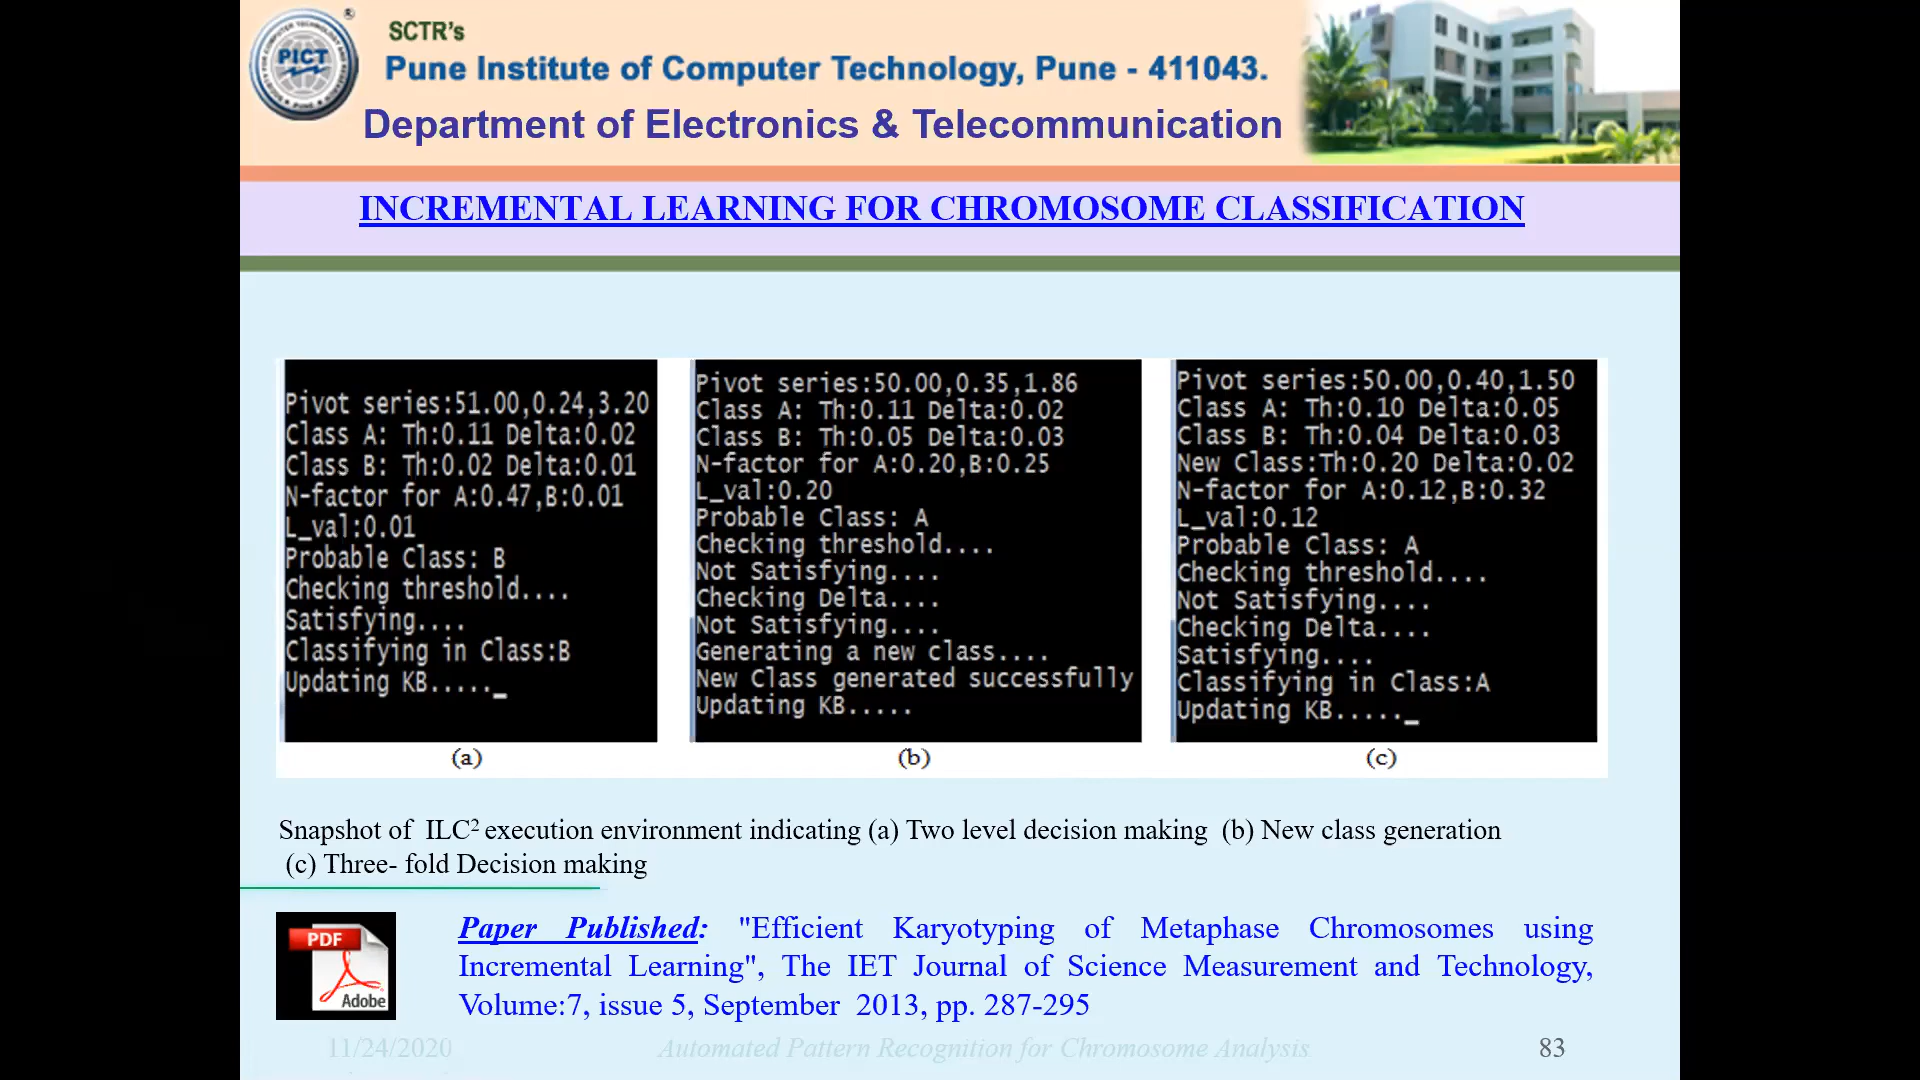 SCTR's
PICT
Pune Institute of Computer Technology, Pune - 411043.
Department of Electronics & Telecommunication
INCREMENTAL LEARNING FOR CHROMOSOME CLASSIFICATION
Pivot series:51.00,0.24,3.20
Class A: Th:0.11 Delta:0.02
Class B: Th:0.02 Delta:0.01
N-factor for A:0.47,B:0.01
L_val:0.01
Probable Class: B
Checking threshold....
Satisfying....
Classifying in Class:B
Updating KB....._
(a)
Pivot series:50.00,0.35,1.86
Class A: Th:0.11 Delta:0.02
Class B: Th:0.05 Delta:0.03
N-factor for A:0.20,B:0.25
L_val:0.20
Probable Class: A
Checking threshold....
Not Satisfying....
Checking Delta....
Not Satisfying....
Generating a new class....
New Class generated successfully
Updating KB.....
(b)
Pivot series:50.00,0.40,1.50
Class A: Th:0.10 Delta:0.05
Class B: Th:0.04 Delta:0.03
New Class:Th:0.20 Delta:0.02
N-factor for A:0.12,B:0.32
L_val:0.12
Probable Class: A
Checking threshold....
Not Satisfying....
Checking Delta....
Satisfying....
Classifying in Class:A
Updating KB....._
(c)
Snapshot of ILC² execution environment indicating (a) Two level decision making (b) New class generation
(c) Three- fold Decision making
PDF
Adobe
Paper Published: "Efficient Karyotyping of Metaphase Chromosomes using
Incremental Learning", The IET Journal of Science Measurement and Technology,
Volume:7, issue 5, September 2013, pp. 287-295
11/24/2020
Automated Pattern Recognition for Chromosome Analysis
83